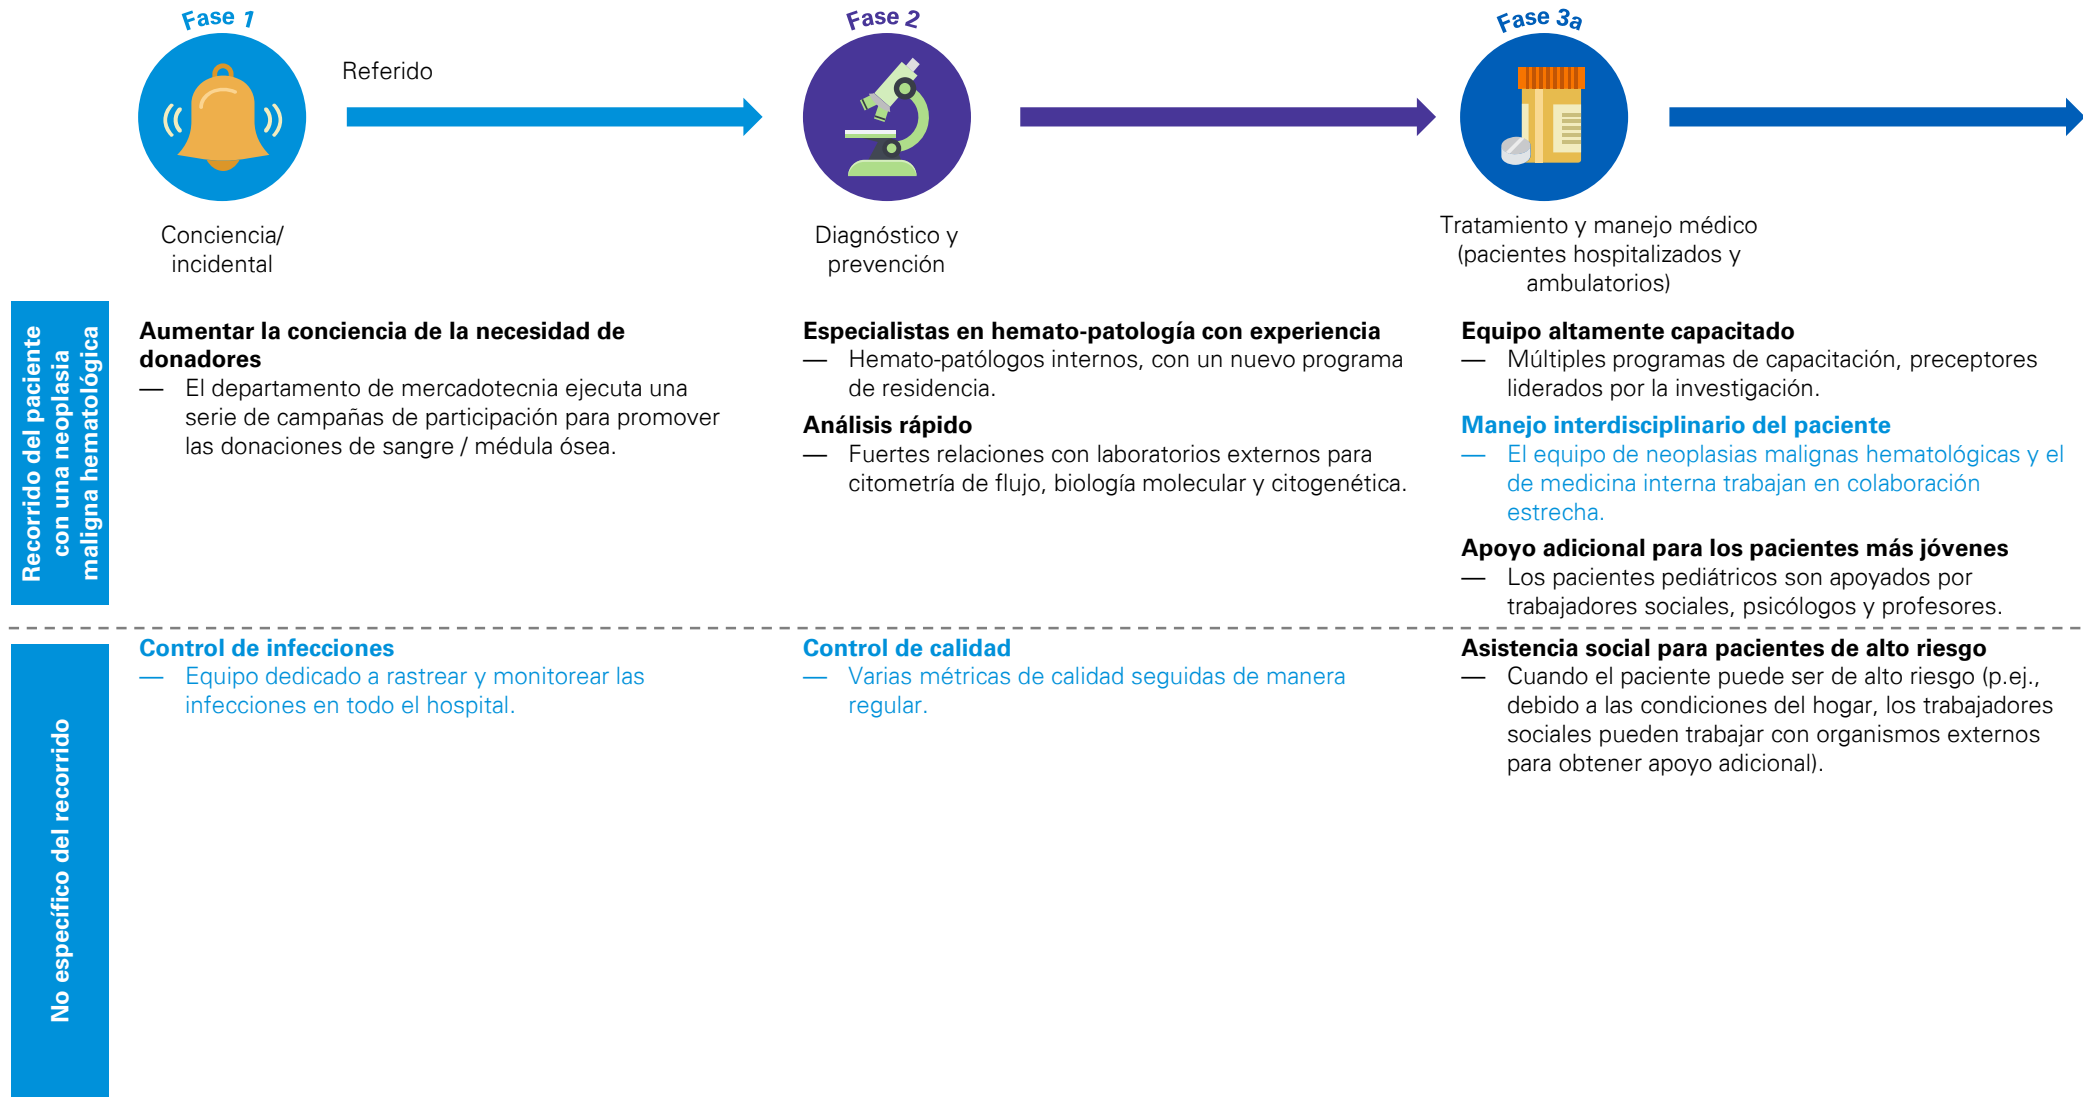 Fase 1
Referido
Fase 2
Fase 3a
Conciencia/
incidental
Diagnóstico y
prevención
Tratamiento y manejo médico
(pacientes hospitalizados y
ambulatorios)
Recorrido del paciente
con una neoplasia
maligna hematológica
Aumentar la conciencia de la necesidad de
donadores
— El departamento de mercadotecnia ejecuta una
serie de campañas de participación para promover
las donaciones de sangre / médula ósea.
Especialistas en hemato-patología con experiencia
— Hemato-patólogos internos, con un nuevo programa
de residencia.
Análisis rápido
— Fuertes relaciones con laboratorios externos para
citometría de flujo, biología molecular y citogenética.
Equipo altamente capacitado
— Múltiples programas de capacitación, preceptores
liderados por la investigación.
Manejo interdisciplinario del paciente
— El equipo de neoplasias malignas hematológicas y el
de medicina interna trabajan en colaboración
estrecha.
Apoyo adicional para los pacientes más jóvenes
— Los pacientes pediátricos son apoyados por
trabajadores sociales, psicólogos y profesores.
No específico del recorrido
Control de infecciones
— Equipo dedicado a rastrear y monitorear las
infecciones en todo el hospital.
Control de calidad
— Varias métricas de calidad seguidas de manera
regular.
Asistencia social para pacientes de alto riesgo
— Cuando el paciente puede ser de alto riesgo (p.ej.,
debido a las condiciones del hogar, los trabajadores
sociales pueden trabajar con organismos externos
para obtener apoyo adicional).